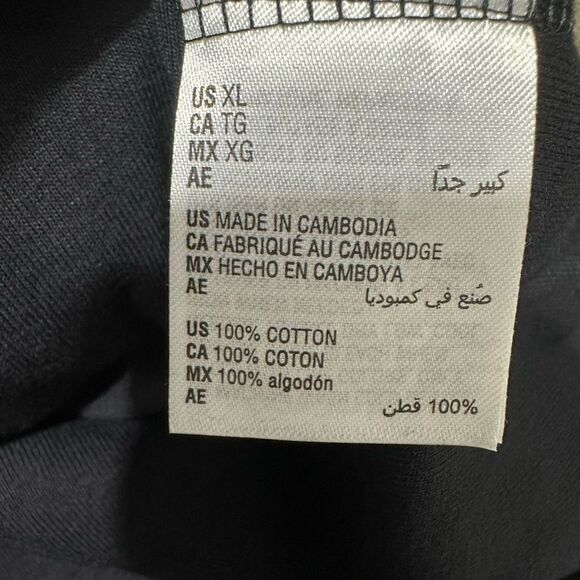 US XL
CA TG
MX XG
AE كبير جدًا
US MADE IN CAMBODIA
CA FABRIQUÉ AU CAMBODGE
MX HECHO EN CAMBOYA
AE صُنع في كمبوديا
US 100% COTTON
CA 100% COTON
MX 100% algodón
AE 100% قطن